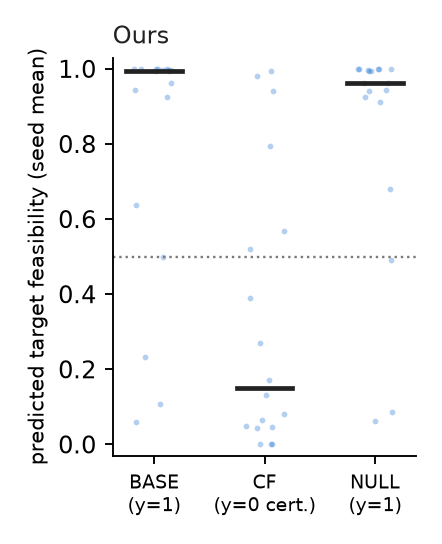 Ours
predicted target feasibility (seed mean)
1.0
0.8
0.6
0.4
0.2
0.0
BASE
(y=1)
CF
(y=0 cert.)
NULL
(y=1)